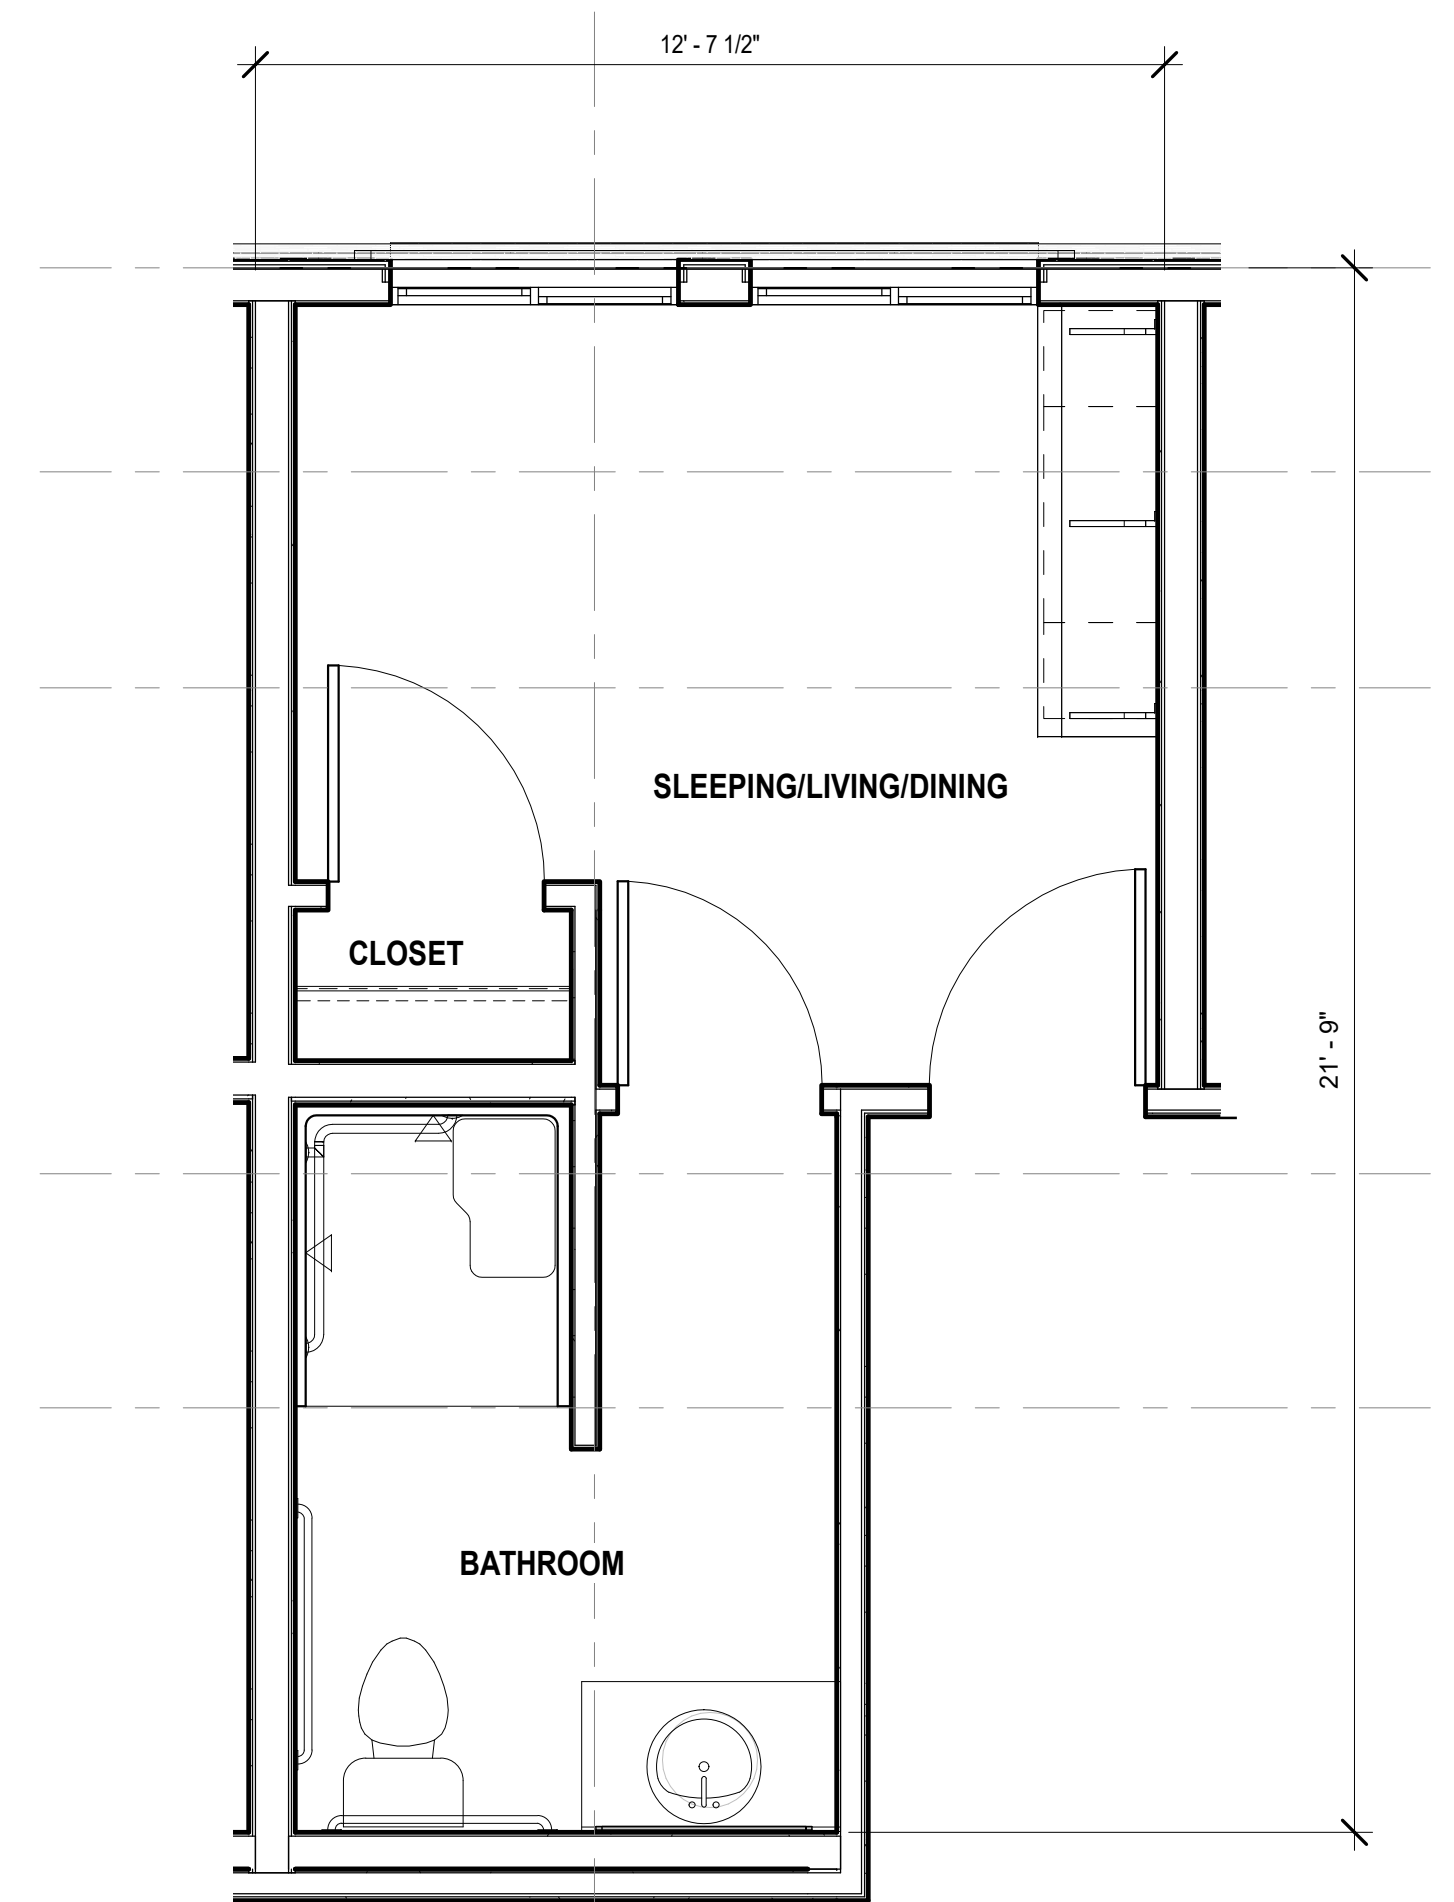 12' - 7 1/2"
SLEEPING/LIVING/DINING
CLOSET
21' - 9"
BATHROOM